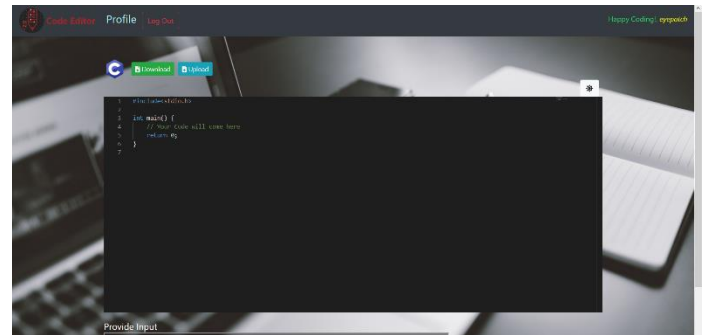 Code Editor Profile Log Out Happy Coding!, eyepatch
C Download Upload
1 #include<stdio.h>
2
3 int main() {
4 // Your Code will come here
5 return 0;
6 }
7
Provide Input